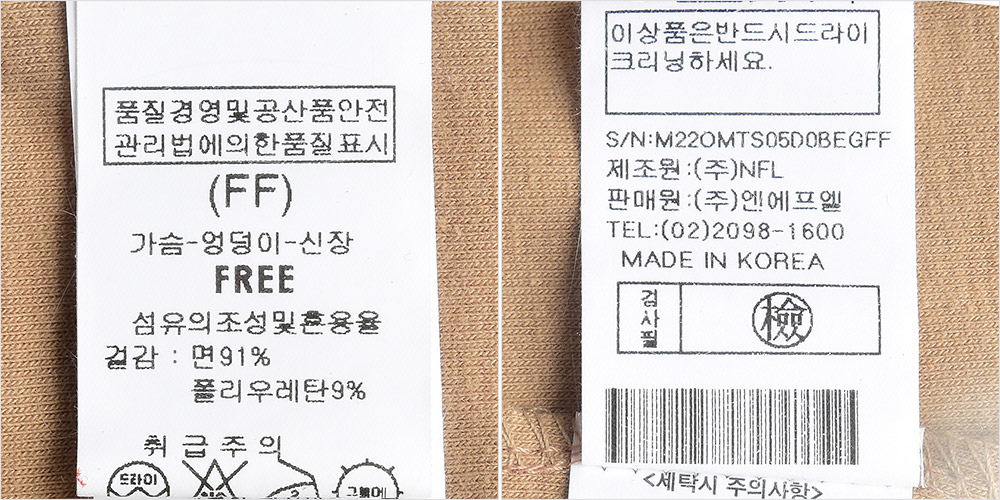 품질경영및공산품안전
관리법에의한품질표시
(FF)
가슴-엉덩이-신장
FREE
섬유의조성및혼용율
겉감 : 면91%
폴리우레탄9%
취급주의
드라이
이상품은반드시드라이
크리닝하세요.
S/N:M22OMTS05D0BEGFF
제조원:(주)NFL
판매원:(주)엔에프엘
TEL:(02)2098-1600
MADE IN KOREA
검사필
檢
<세탁시 주의사항>